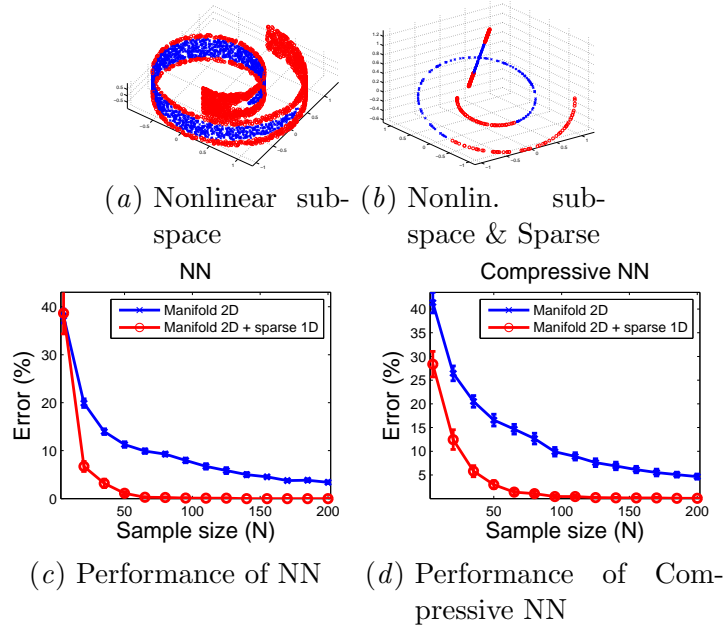 (a) Nonlinear sub-
space
(b) Nonlin. sub-
space & Sparse
NN
Manifold 2D
Manifold 2D + sparse 1D
Error (%)
40
30
20
10
0
50 100 150 200
Sample size (N)
Compressive NN
Manifold 2D
Manifold 2D + sparse 1D
Error (%)
40
35
30
25
20
15
10
5
50 100 150 200
Sample size (N)
(c) Performance of NN
(d) Performance of Com-
pressive NN